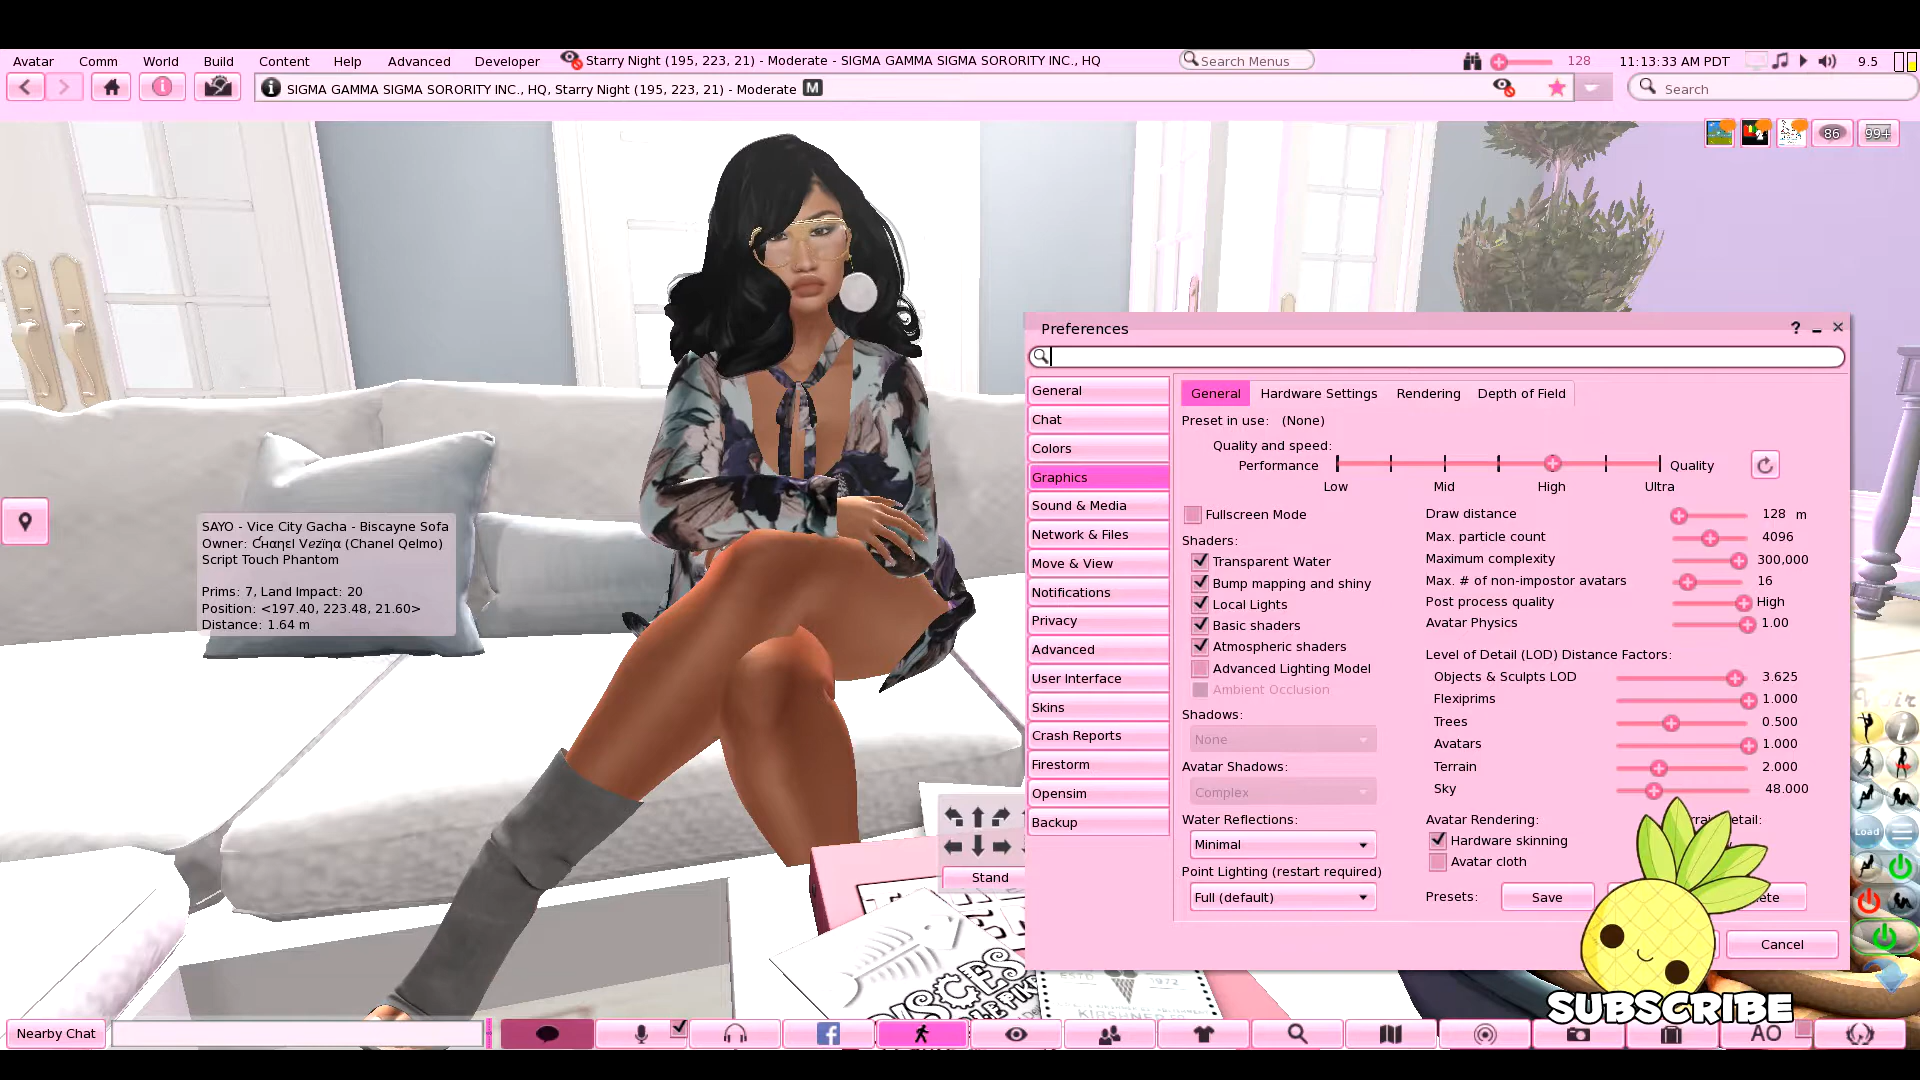 Avatar Comm World Build Content Help Advanced Developer Starry Night (195, 223, 21) - Moderate - SIGMA GAMMA SIGMA SORORITY INC., HQ Search Menus 128 11:13:33 AM PDT 9.5
SIGMA GAMMA SIGMA SORORITY INC., HQ, Starry Night (195, 223, 21) - Moderate M Search
86 99+
Preferences ?
General
Chat
Colors
Graphics
Sound & Media
Network & Files
Move & View
Notifications
Privacy
Advanced
User Interface
Skins
Crash Reports
Firestorm
Opensim
Backup
General Hardware Settings Rendering Depth of Field
Preset in use: (None)
Quality and speed:
Performance Quality
Low Mid High Ultra
Fullscreen Mode
Shaders:
Transparent Water
Bump mapping and shiny
Local Lights
Basic shaders
Atmospheric shaders
Advanced Lighting Model
Ambient Occlusion
Shadows:
None
Avatar Shadows:
Complex
Water Reflections:
Minimal
Point Lighting (restart required)
Full (default)
Draw distance 128 m
Max. particle count 4096
Maximum complexity 300,000
Max. # of non-impostor avatars 16
Post process quality High
Avatar Physics 1.00
Level of Detail (LOD) Distance Factors:
Objects & Sculpts LOD 3.625
Flexiprims 1.000
Trees 0.500
Avatars 1.000
Terrain 2.000
Sky 48.000
Avatar Rendering:
Hardware skinning
Avatar cloth
Presets: Save
Cancel
SAYO - Vice City Gacha - Biscayne Sofa
Owner: Ƈнαηєl Vєzïηα (Chanel Qelmo)
Script Touch Phantom
Prims: 7, Land Impact: 20
Position: <197.40, 223.48, 21.60>
Distance: 1.64 m
Stand
Load
PISCES
1972
SUBSCRIBE
Nearby Chat AO